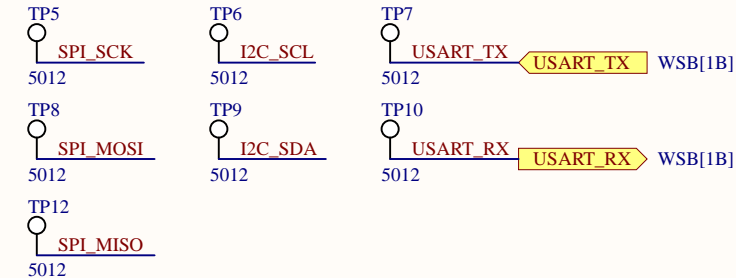 TP5 TP6 TP7
SPI_SCK I2C_SCL USART_TX USART_TX WSB[1B]
5012 5012 5012
TP8 TP9 TP10
SPI_MOSI I2C_SDA USART_RX USART_RX WSB[1B]
5012 5012 5012
TP12
SPI_MISO
5012